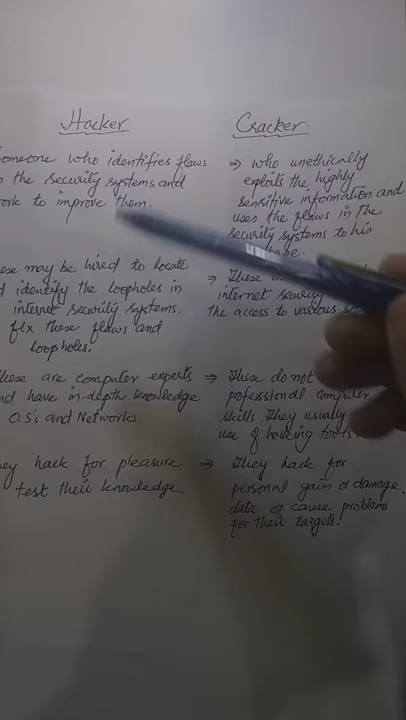 Hacker
omeone who identifies flaws
the security systems and
ork to improve them.
ese may be hired to locate
identify the loopholes in
internet security systems.
fix these flaws and
loopholes.
hese are computer experts
nd have in-depth knowledge
O.S's and Networks.
ey hack for pleasure
test their knowledge.
Cracker
⇒ who unethically
exploits the highly
sensitive information and
uses the flaws in the
security systems to his
⇒ These
internet secu
the access to various
⇒ These do not
pofessional computer
skills. They usually
use of hacking tools
⇒ They hack for
personal gain or damage
data or cause problems
for their targets.